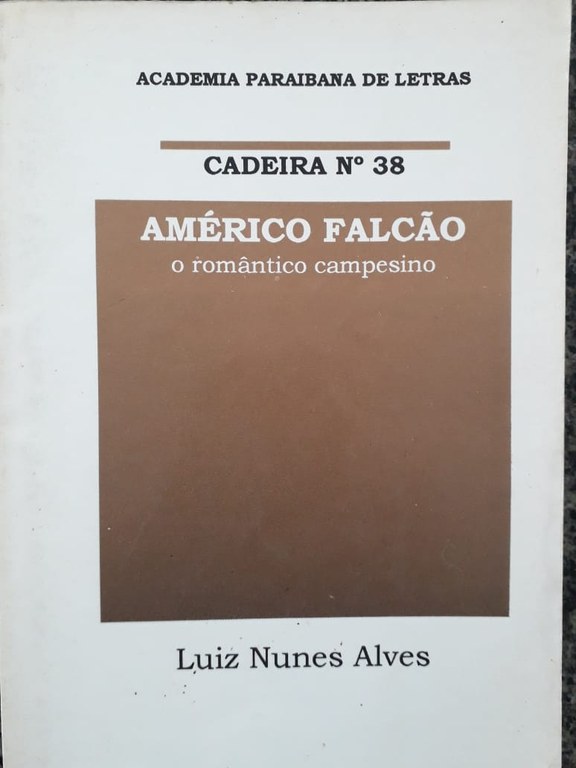 ACADEMIA PARAIBANA DE LETRAS
CADEIRA Nº 38
AMÉRICO FALCÃO
o romântico campesino
Luiz Nunes Alves